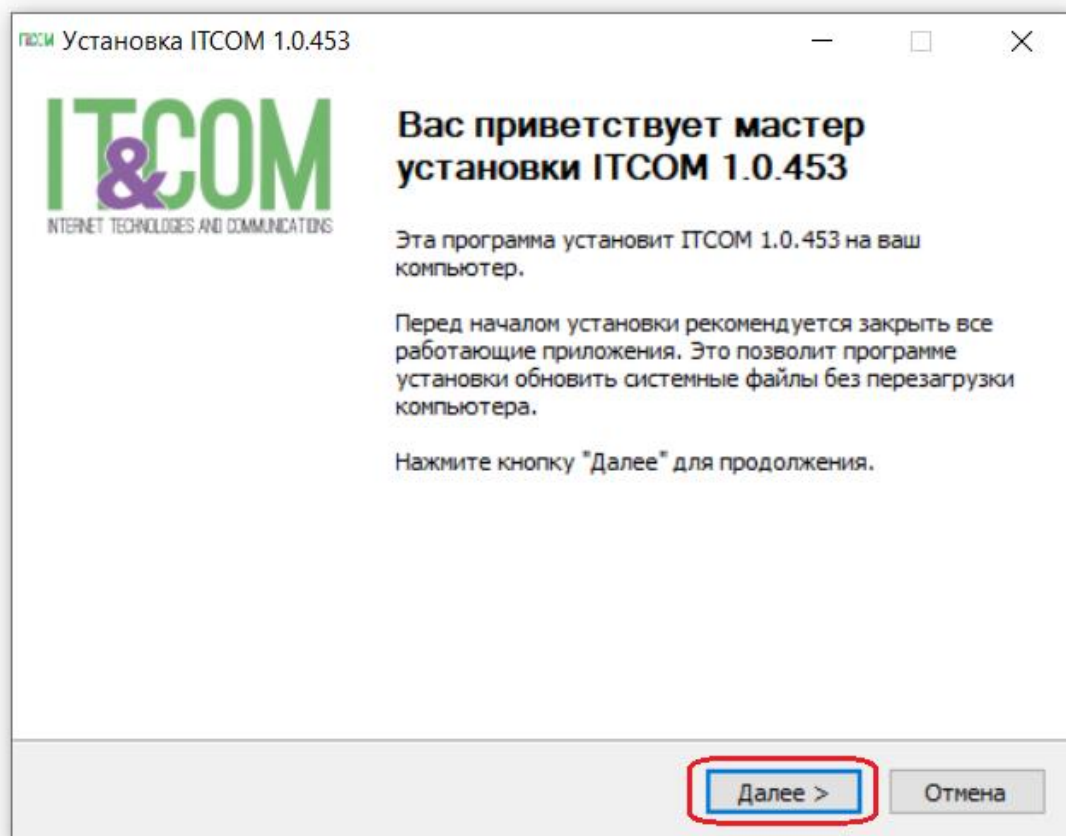 IT&COM Установка ITCOM 1.0.453
IT&COM
INTERNET TECHNOLOGIES AND COMMUNICATIONS
Вас приветствует мастер
установки ITCOM 1.0.453
Эта программа установит ITCOM 1.0.453 на ваш
компьютер.
Перед началом установки рекомендуется закрыть все
работающие приложения. Это позволит программе
установки обновить системные файлы без перезагрузки
компьютера.
Нажмите кнопку "Далее" для продолжения.
Далее >
Отмена